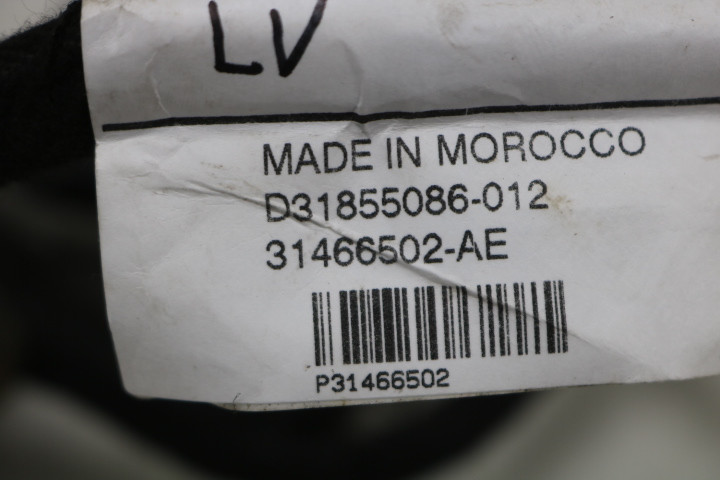 LV
MADE IN MOROCCO
D31855086-012
31466502-AE
P31466502